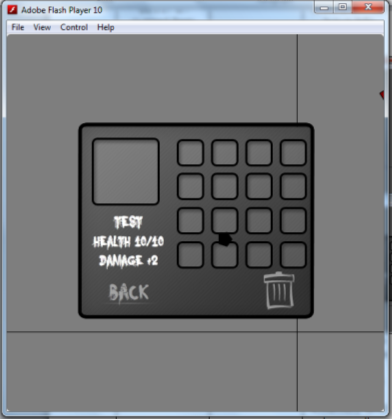 Adobe Flash Player 10
File View Control Help
TEST
HEALTH 10/10
DAMAGE +2
BACK